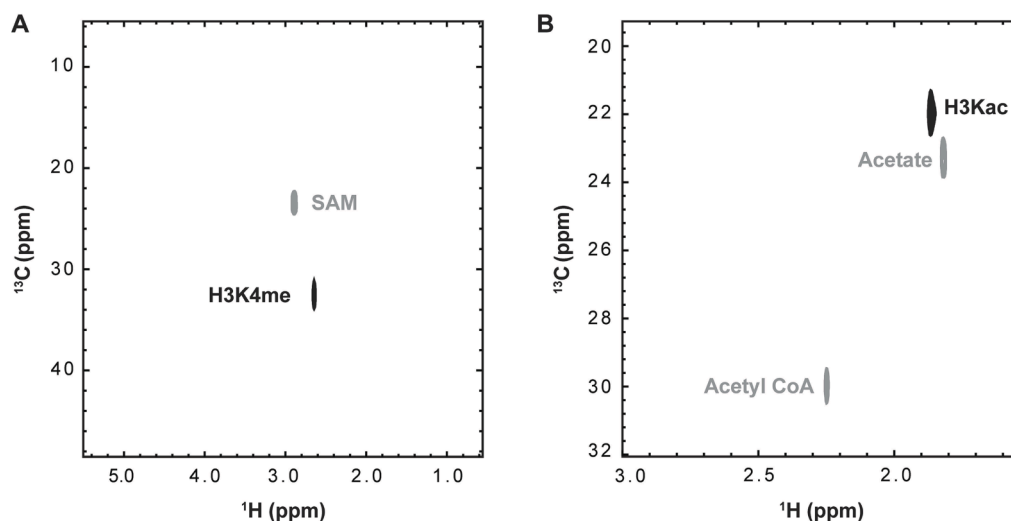 A
10
20
30
40
¹³C (ppm)
SAM
H3K4me
5.0 4.0 3.0 2.0 1.0
¹H (ppm)
B
20
22
24
26
28
30
32
¹³C (ppm)
H3Kac
Acetate
Acetyl CoA
3.0 2.5 2.0
¹H (ppm)